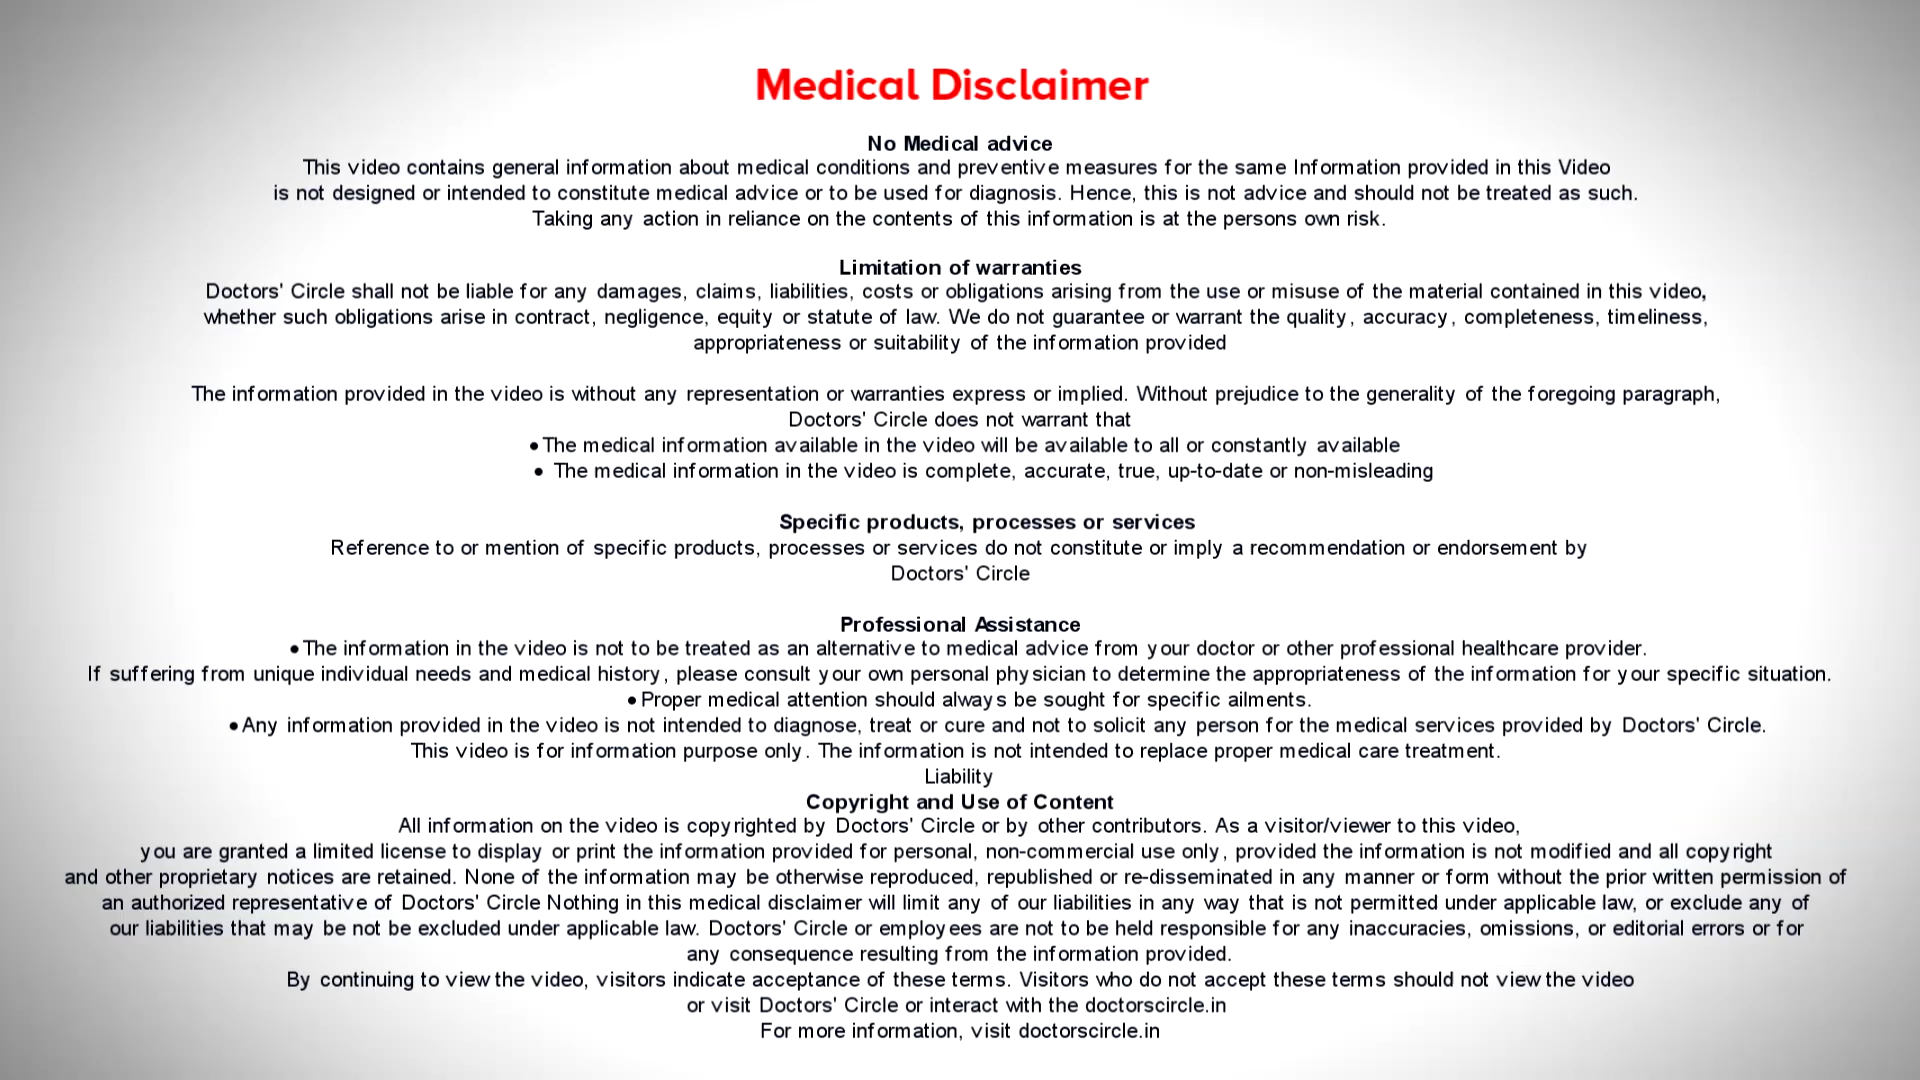 Medical Disclaimer
No Medical advice
This video contains general information about medical conditions and preventive measures for the same Information provided in this Video
is not designed or intended to constitute medical advice or to be used for diagnosis. Hence, this is not advice and should not be treated as such.
Taking any action in reliance on the contents of this information is at the persons own risk.
Limitation of warranties
Doctors' Circle shall not be liable for any damages, claims, liabilities, costs or obligations arising from the use or misuse of the material contained in this video,
whether such obligations arise in contract, negligence, equity or statute of law. We do not guarantee or warrant the quality, accuracy, completeness, timeliness,
appropriateness or suitability of the information provided
The information provided in the video is without any representation or warranties express or implied. Without prejudice to the generality of the foregoing paragraph,
Doctors' Circle does not warrant that
• The medical information available in the video will be available to all or constantly available
• The medical information in the video is complete, accurate, true, up-to-date or non-misleading
Specific products, processes or services
Reference to or mention of specific products, processes or services do not constitute or imply a recommendation or endorsement by
Doctors' Circle
Professional Assistance
• The information in the video is not to be treated as an alternative to medical advice from your doctor or other professional healthcare provider.
If suffering from unique individual needs and medical history, please consult your own personal physician to determine the appropriateness of the information for your specific situation.
• Proper medical attention should always be sought for specific ailments.
• Any information provided in the video is not intended to diagnose, treat or cure and not to solicit any person for the medical services provided by Doctors' Circle.
This video is for information purpose only. The information is not intended to replace proper medical care treatment.
Liability
Copyright and Use of Content
All information on the video is copyrighted by Doctors' Circle or by other contributors. As a visitor/viewer to this video,
you are granted a limited license to display or print the information provided for personal, non-commercial use only, provided the information is not modified and all copyright
and other proprietary notices are retained. None of the information may be otherwise reproduced, republished or re-disseminated in any manner or form without the prior written permission of
an authorized representative of Doctors' Circle Nothing in this medical disclaimer will limit any of our liabilities in any way that is not permitted under applicable law, or exclude any of
our liabilities that may be not be excluded under applicable law. Doctors' Circle or employees are not to be held responsible for any inaccuracies, omissions, or editorial errors or for
any consequence resulting from the information provided.
By continuing to view the video, visitors indicate acceptance of these terms. Visitors who do not accept these terms should not view the video
or visit Doctors' Circle or interact with the doctorscircle.in
For more information, visit doctorscircle.in